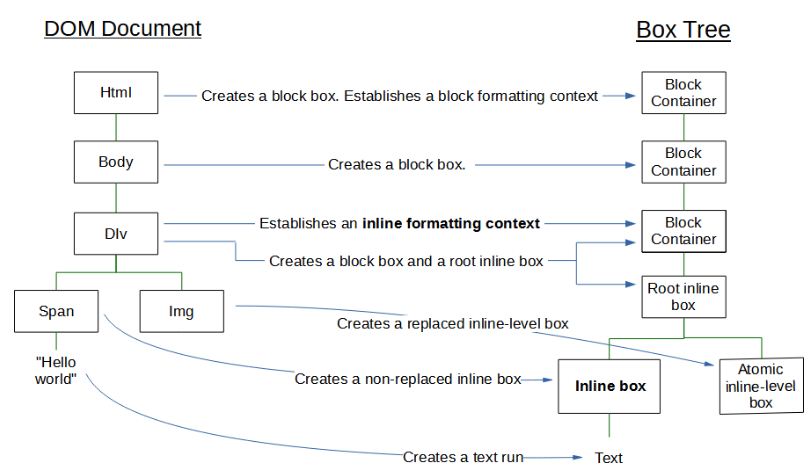 DOM Document
Box Tree
Html
Creates a block box. Establishes a block formatting context
Block
Container
Body
Creates a block box.
Block
Container
DIv
Establishes an inline formatting context
Creates a block box and a root inline box
Block
Container
Root inline
box
Span
Img
Creates a replaced inline-level box
"Hello
world"
Creates a non-replaced inline box
Inline box
Atomic
inline-level
box
Creates a text run
Text